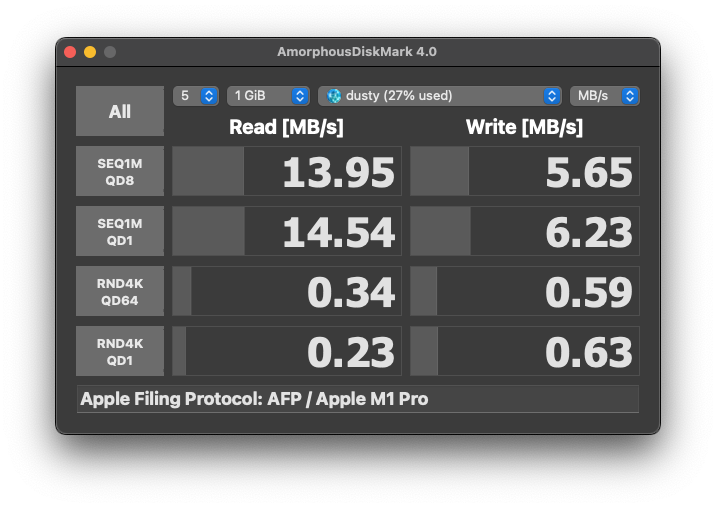 AmorphousDiskMark 4.0
All
5
1 GiB
dusty (27% used)
MB/s
Read [MB/s]
Write [MB/s]
SEQ1M
QD8
13.95
5.65
SEQ1M
QD1
14.54
6.23
RND4K
QD64
0.34
0.59
RND4K
QD1
0.23
0.63
Apple Filing Protocol: AFP / Apple M1 Pro